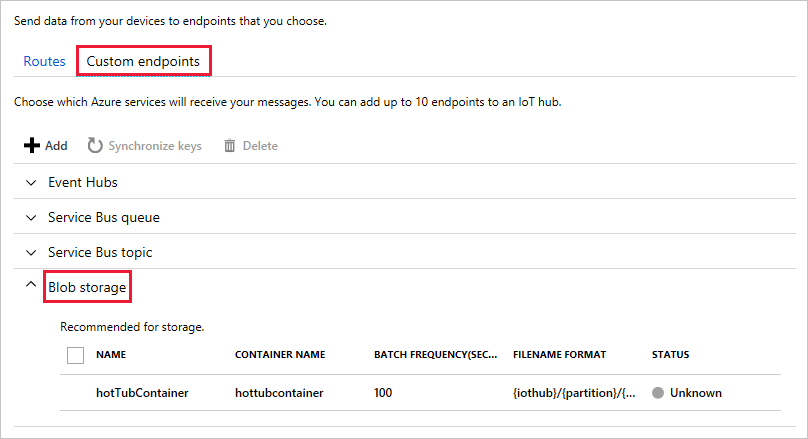 Send data from your devices to endpoints that you choose.
Routes Custom endpoints
Choose which Azure services will receive your messages. You can add up to 10 endpoints to an IoT hub.
Add Synchronize keys Delete
Event Hubs
Service Bus queue
Service Bus topic
Blob storage
Recommended for storage.
NAME CONTAINER NAME BATCH FREQUENCY(SEC... FILENAME FORMAT STATUS
hotTubContainer hottubcontainer 100 {iothub}/{partition}/{... Unknown